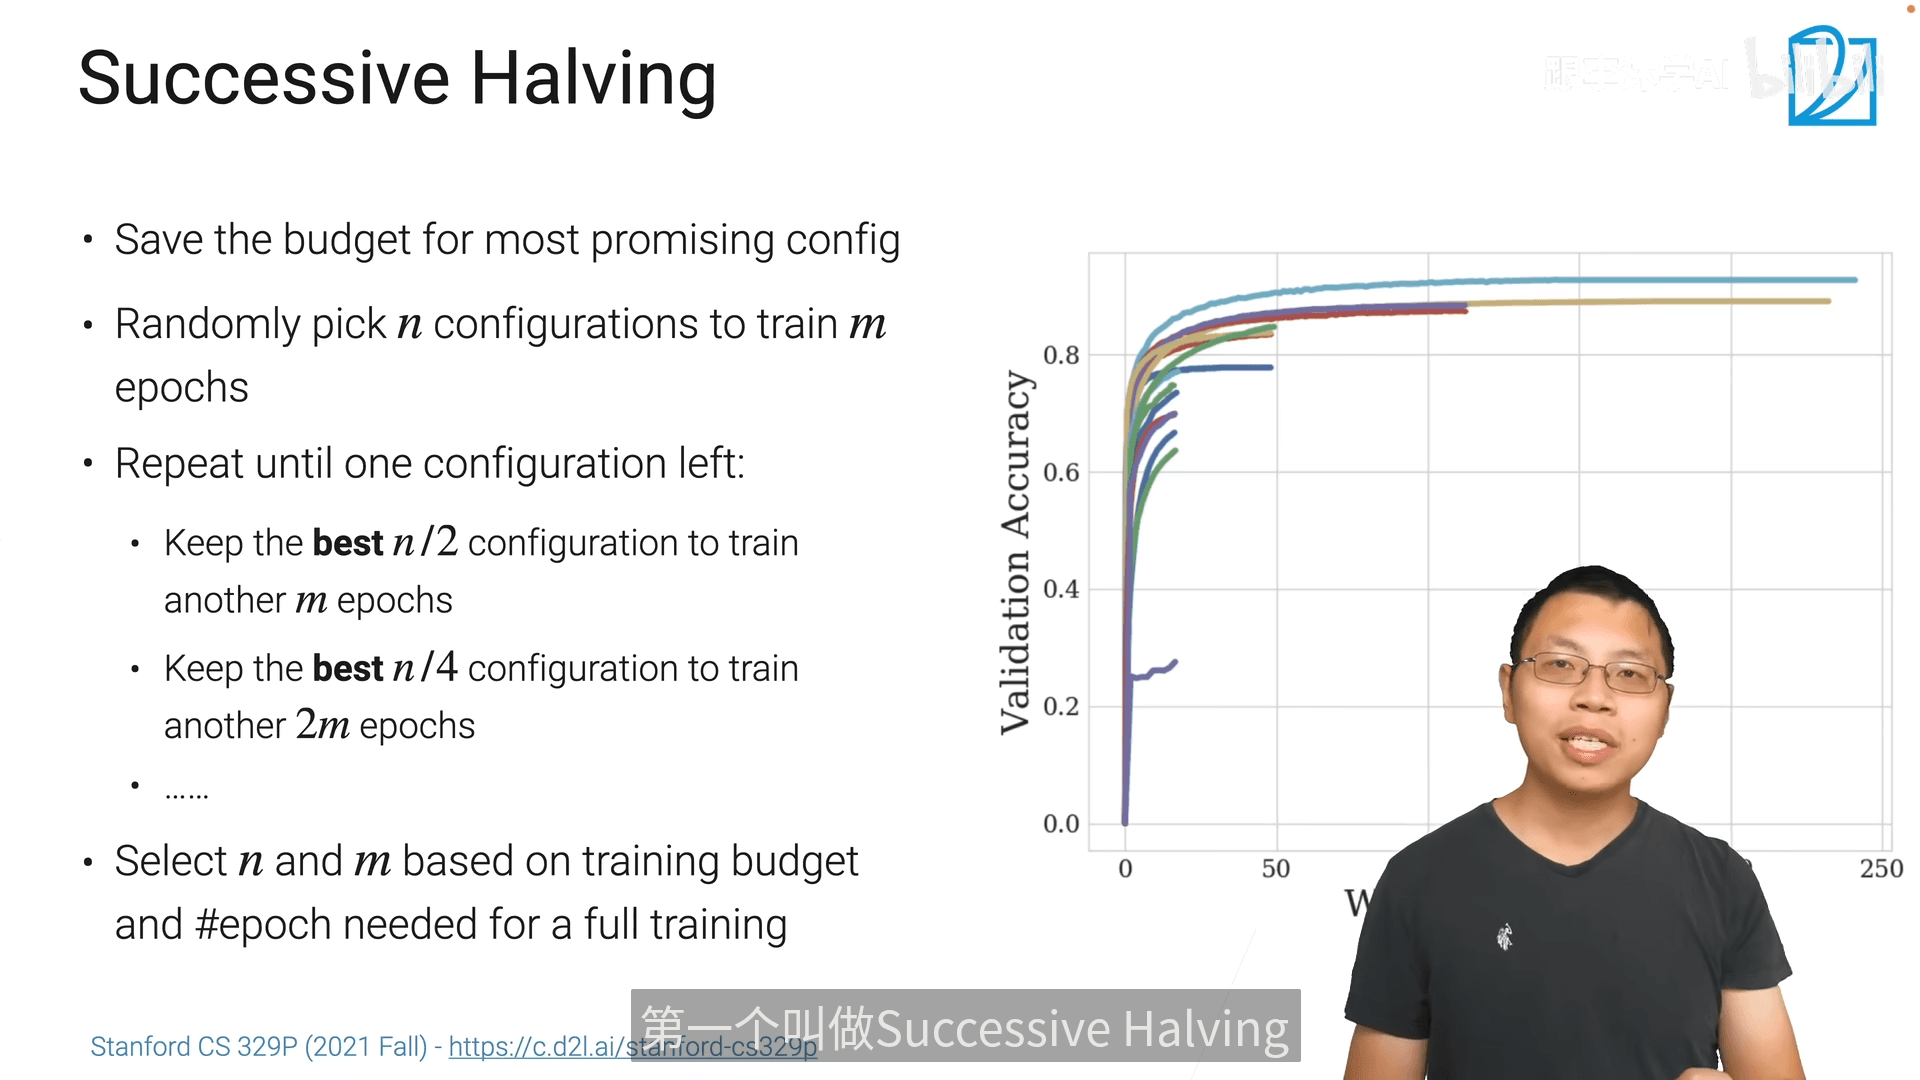 Successive Halving
• Save the budget for most promising config
• Randomly pick n configurations to train m
epochs
• Repeat until one configuration left:
• Keep the best n/2 configuration to train
another m epochs
• Keep the best n/4 configuration to train
another 2m epochs
• ……
• Select n and m based on training budget
and #epoch needed for a full training
Validation Accuracy
0.8
0.6
0.4
0.2
0.0
0
50
250
Stanford CS 329P (2021 Fall) - https://c.d2l.ai/stanford-cs329p
第一个叫做Successive Halving
跟李沐学AI
bilibili